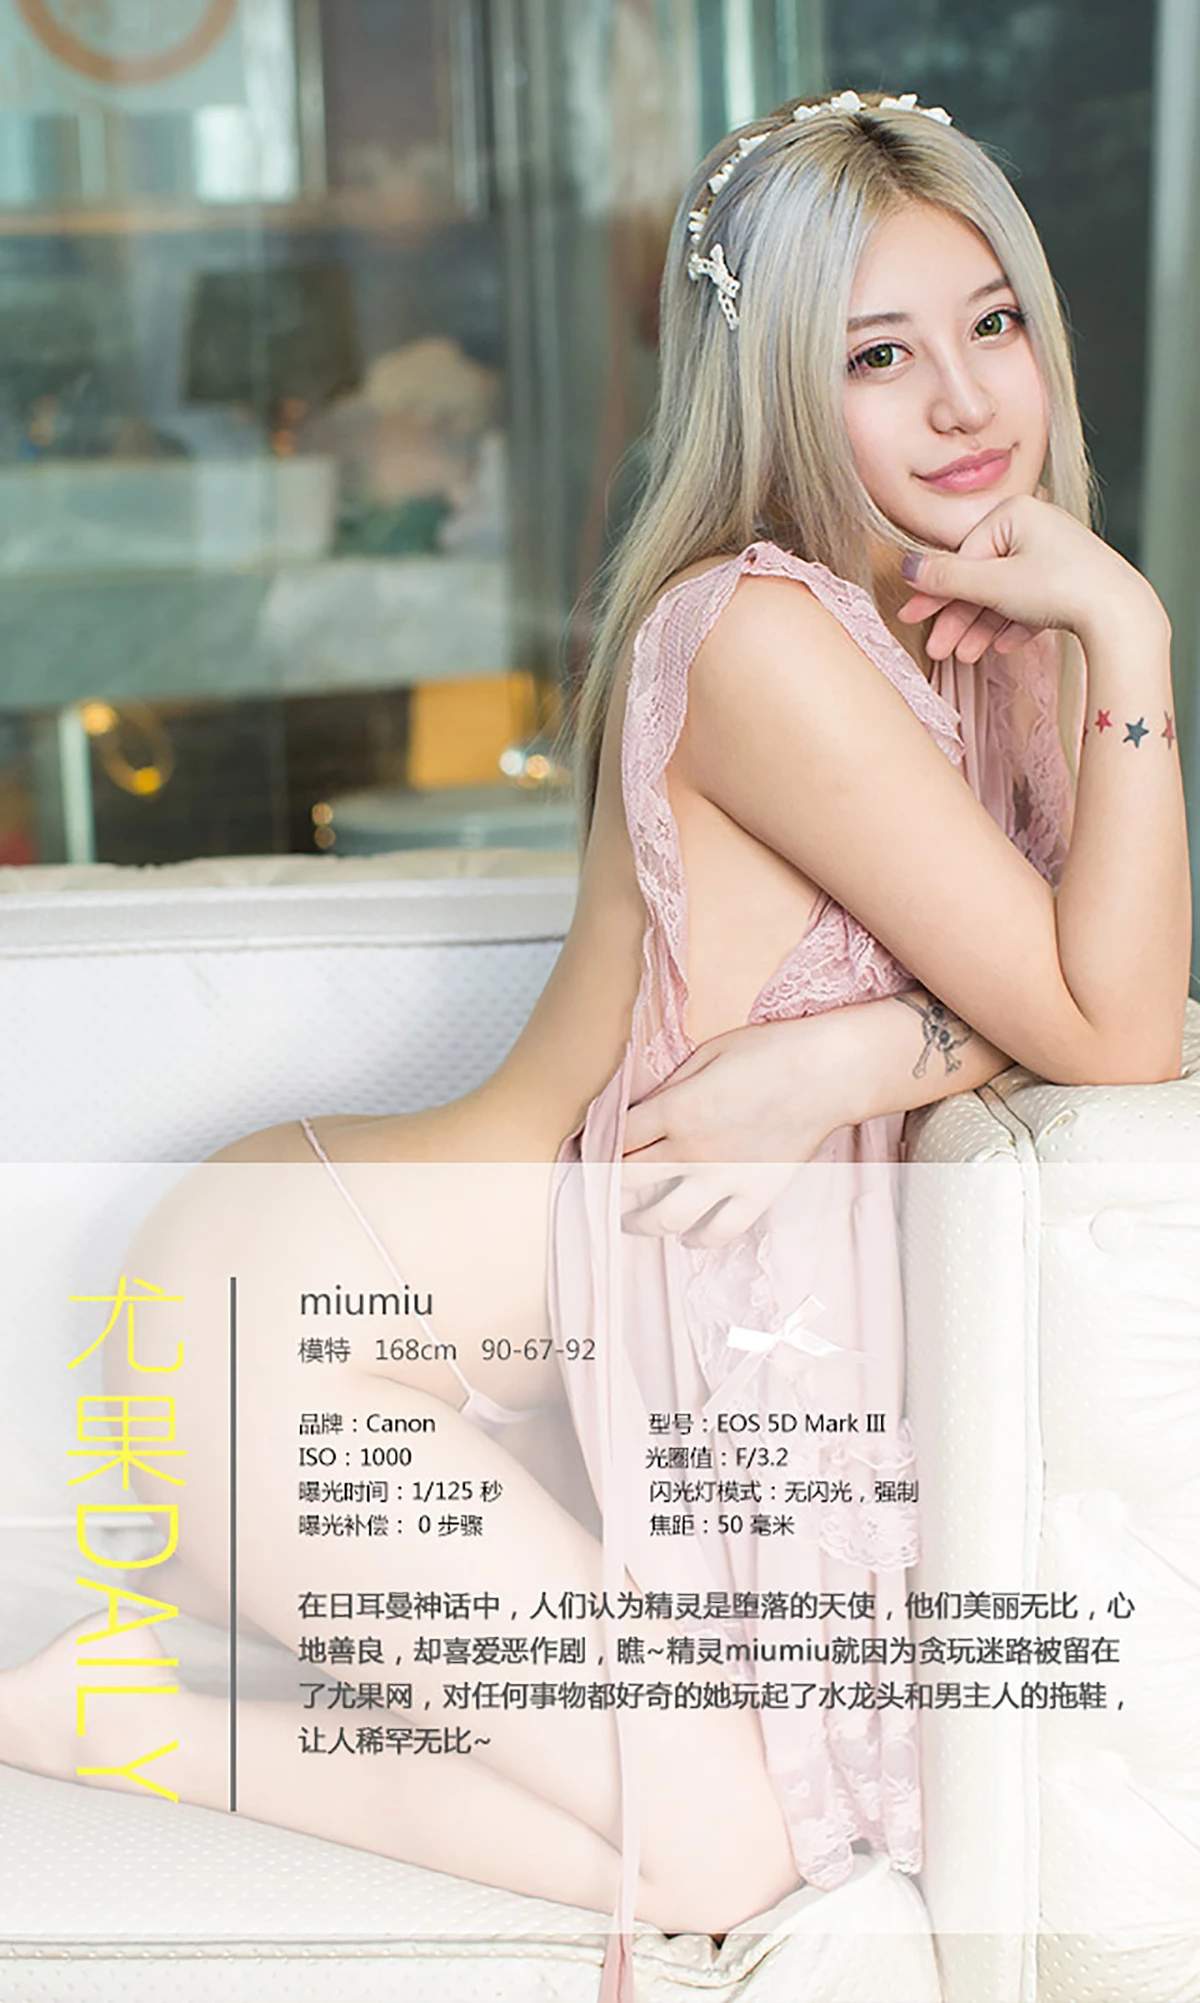 尤果DAILY
miumiu
模特 168cm 90-67-92
品牌：Canon 型号：EOS 5D Mark III
ISO：1000 光圈值：F/3.2
曝光时间：1/125 秒 闪光灯模式：无闪光，强制
曝光补偿： 0 步骤 焦距：50 毫米
在日耳曼神话中，人们认为精灵是堕落的天使，他们美丽无比，心
地善良，却喜爱恶作剧，瞧~精灵miumiu就因为贪玩迷路被留在
了尤果网，对任何事物都好奇的她玩起了水龙头和男主人的拖鞋，
让人稀罕无比~